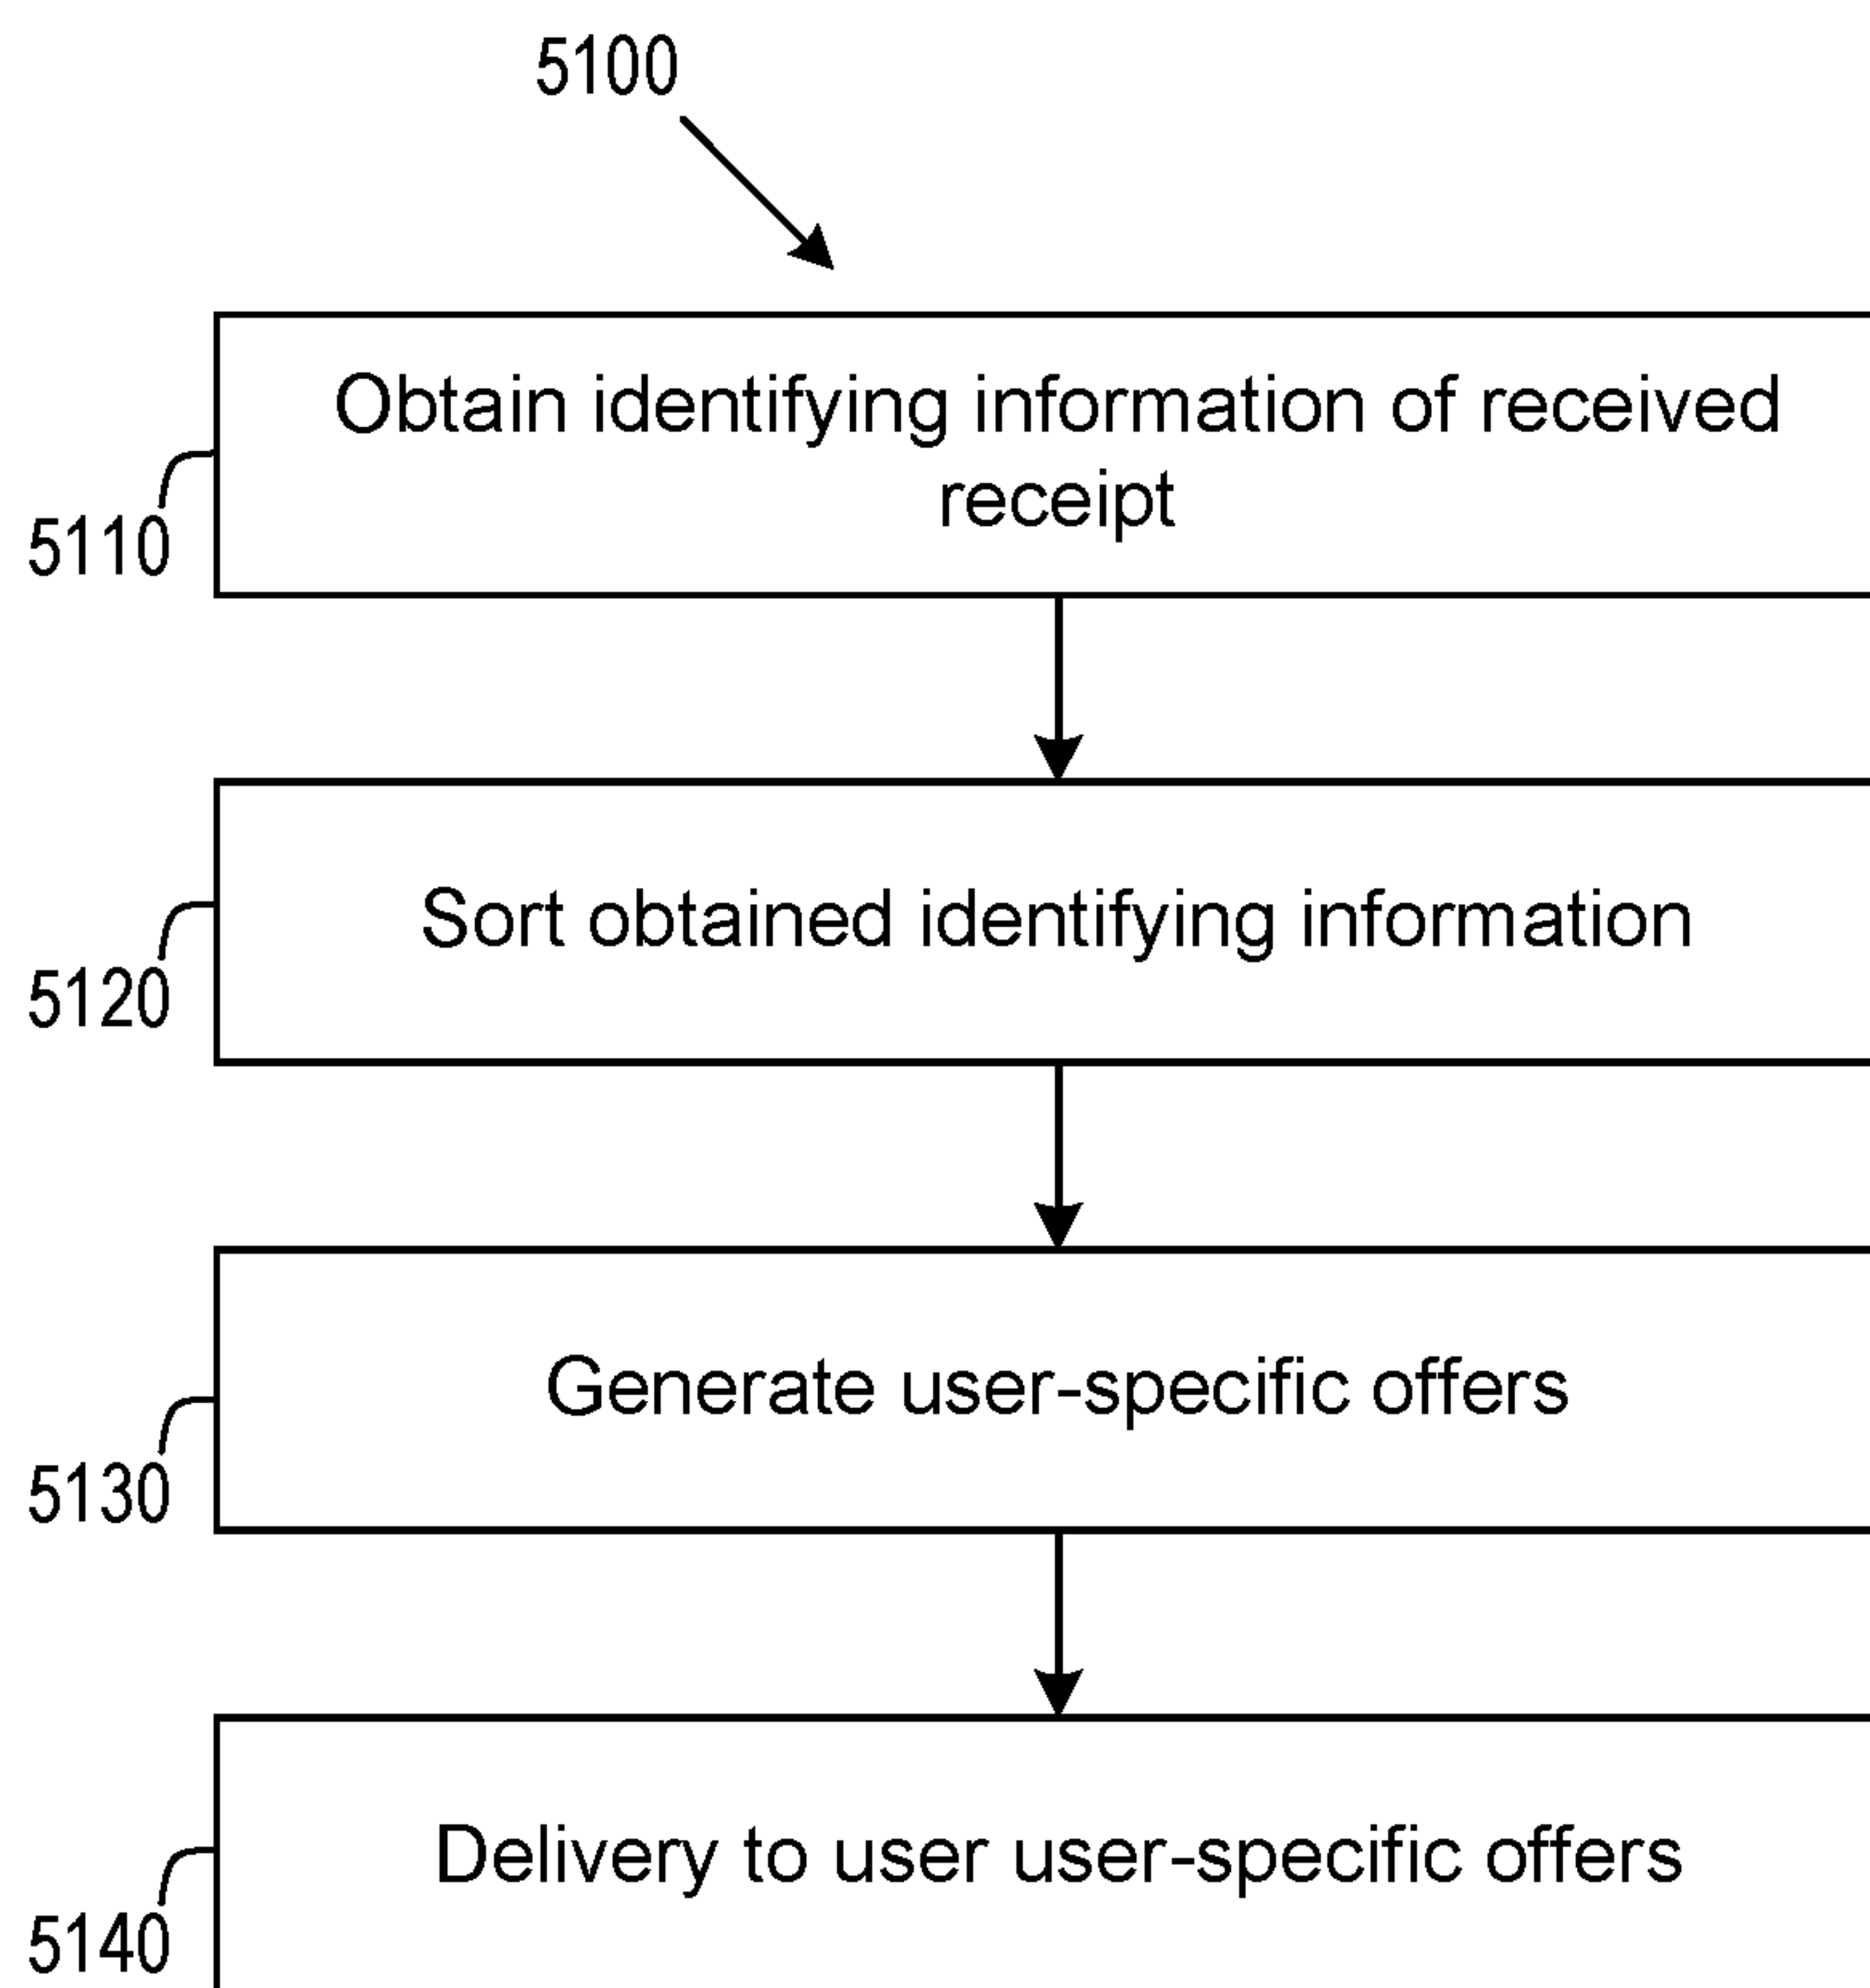 5100
Obtain identifying information of received
receipt
5110
Sort obtained identifying information
5120
Generate user-specific offers
5130
Delivery to user user-specific offers
5140